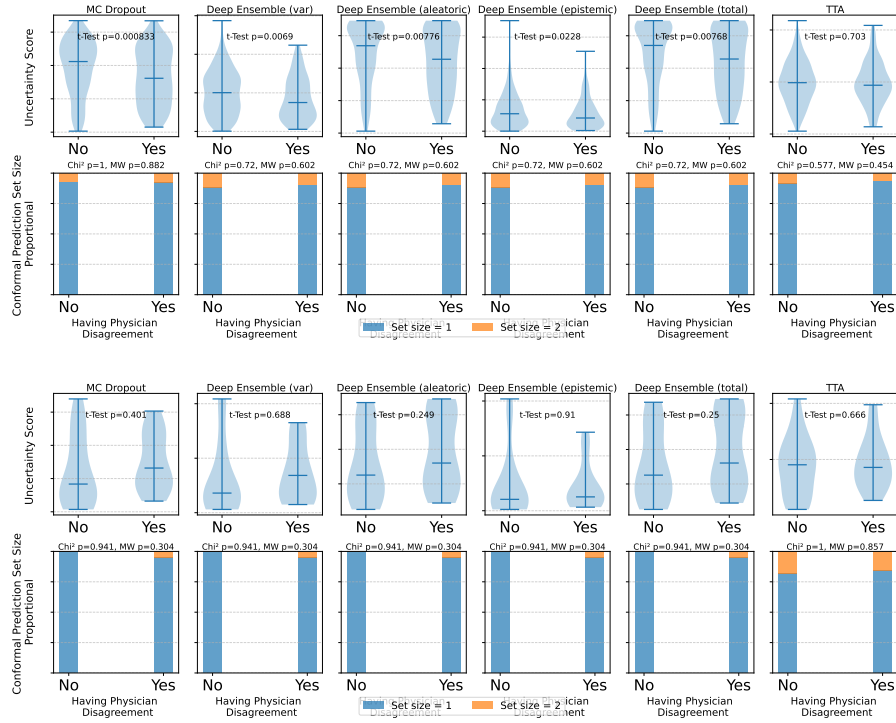 MC Dropout
Deep Ensemble (var)
Deep Ensemble (aleatoric)
Deep Ensemble (epistemic)
Deep Ensemble (total)
TTA
Uncertainty Score
t-Test p=0.000833
t-Test p=0.0069
t-Test p=0.00776
t-Test p=0.0228
t-Test p=0.00768
t-Test p=0.703
No Yes
No Yes
No Yes
No Yes
No Yes
No Yes
Conformal Prediction Set Size
Proportional
Chi² p=1, MW p=0.882
Chi² p=0.72, MW p=0.602
Chi² p=0.72, MW p=0.602
Chi² p=0.72, MW p=0.602
Chi² p=0.72, MW p=0.602
Chi² p=0.577, MW p=0.454
No Yes
No Yes
No Yes
No Yes
No Yes
No Yes
Having Physician
Disagreement
Having Physician
Disagreement
Having Physician
Disagreement
Having Physician
Disagreement
Having Physician
Disagreement
Having Physician
Disagreement
Set size = 1
Set size = 2
MC Dropout
Deep Ensemble (var)
Deep Ensemble (aleatoric)
Deep Ensemble (epistemic)
Deep Ensemble (total)
TTA
Uncertainty Score
t-Test p=0.401
t-Test p=0.688
t-Test p=0.249
t-Test p=0.91
t-Test p=0.25
t-Test p=0.666
No Yes
No Yes
No Yes
No Yes
No Yes
No Yes
Conformal Prediction Set Size
Proportional
Chi² p=0.941, MW p=0.304
Chi² p=0.941, MW p=0.304
Chi² p=0.941, MW p=0.304
Chi² p=0.941, MW p=0.304
Chi² p=0.941, MW p=0.304
Chi² p=1, MW p=0.857
No Yes
No Yes
No Yes
No Yes
No Yes
No Yes
Having Physician
Disagreement
Having Physician
Disagreement
Having Physician
Disagreement
Having Physician
Disagreement
Having Physician
Disagreement
Having Physician
Disagreement
Set size = 1
Set size = 2